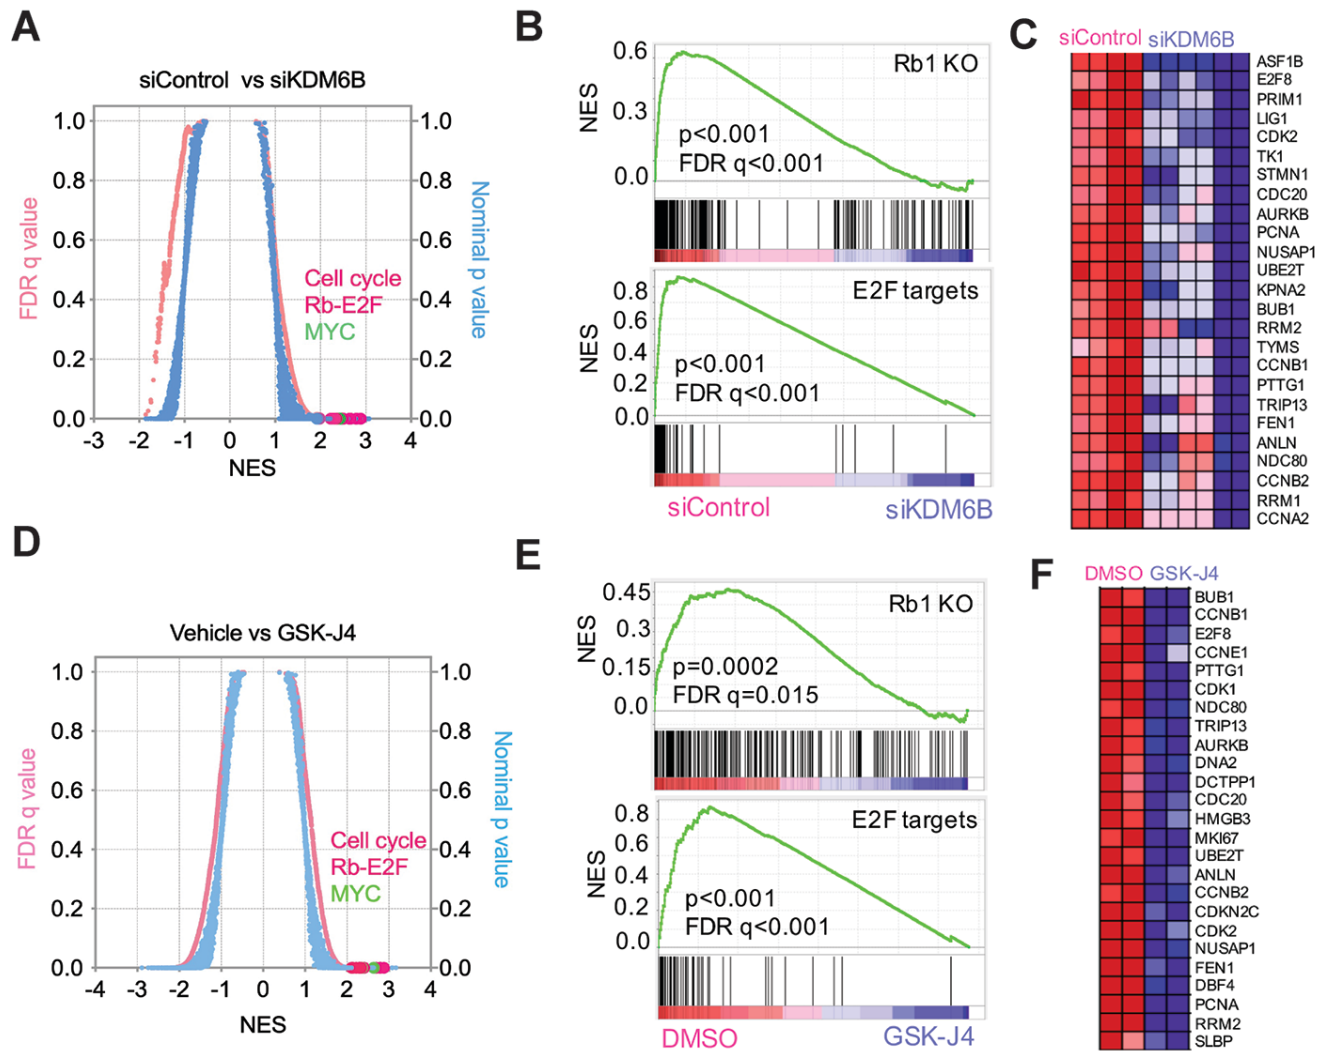 A
siControl vs siKDM6B
1.0
0.8
0.6
0.4
0.2
0.0
FDR q value
1.0
0.8
0.6
0.4
0.2
0.0
Nominal p value
Cell cycle
Rb-E2F
MYC
-3 -2 -1 0 1 2 3 4
NES
B
0.6
0.3
0.0
NES
Rb1 KO
p<0.001
FDR q<0.001
0.8
0.6
0.4
0.2
0.0
NES
E2F targets
p<0.001
FDR q<0.001
siControl siKDM6B
C
siControl siKDM6B
ASF1B
E2F8
PRIM1
LIG1
CDK2
TK1
STMN1
CDC20
AURKB
PCNA
NUSAP1
UBE2T
KPNA2
BUB1
RRM2
TYMS
CCNB1
PTTG1
TRIP13
FEN1
ANLN
NDC80
CCNB2
RRM1
CCNA2
D
Vehicle vs GSK-J4
1.0
0.8
0.6
0.4
0.2
0.0
FDR q value
1.0
0.8
0.6
0.4
0.2
0.0
Nominal p value
Cell cycle
Rb-E2F
MYC
-4 -3 -2 -1 0 1 2 3 4
NES
E
0.45
0.3
0.15
0.0
NES
Rb1 KO
p=0.0002
FDR q=0.015
0.8
0.6
0.4
0.2
0.0
NES
E2F targets
p<0.001
FDR q<0.001
DMSO GSK-J4
F
DMSO GSK-J4
BUB1
CCNB1
E2F8
CCNE1
PTTG1
CDK1
NDC80
TRIP13
AURKB
DNA2
DCTPP1
CDC20
HMGB3
MKI67
UBE2T
ANLN
CCNB2
CDKN2C
CDK2
NUSAP1
FEN1
DBF4
PCNA
RRM2
SLBP